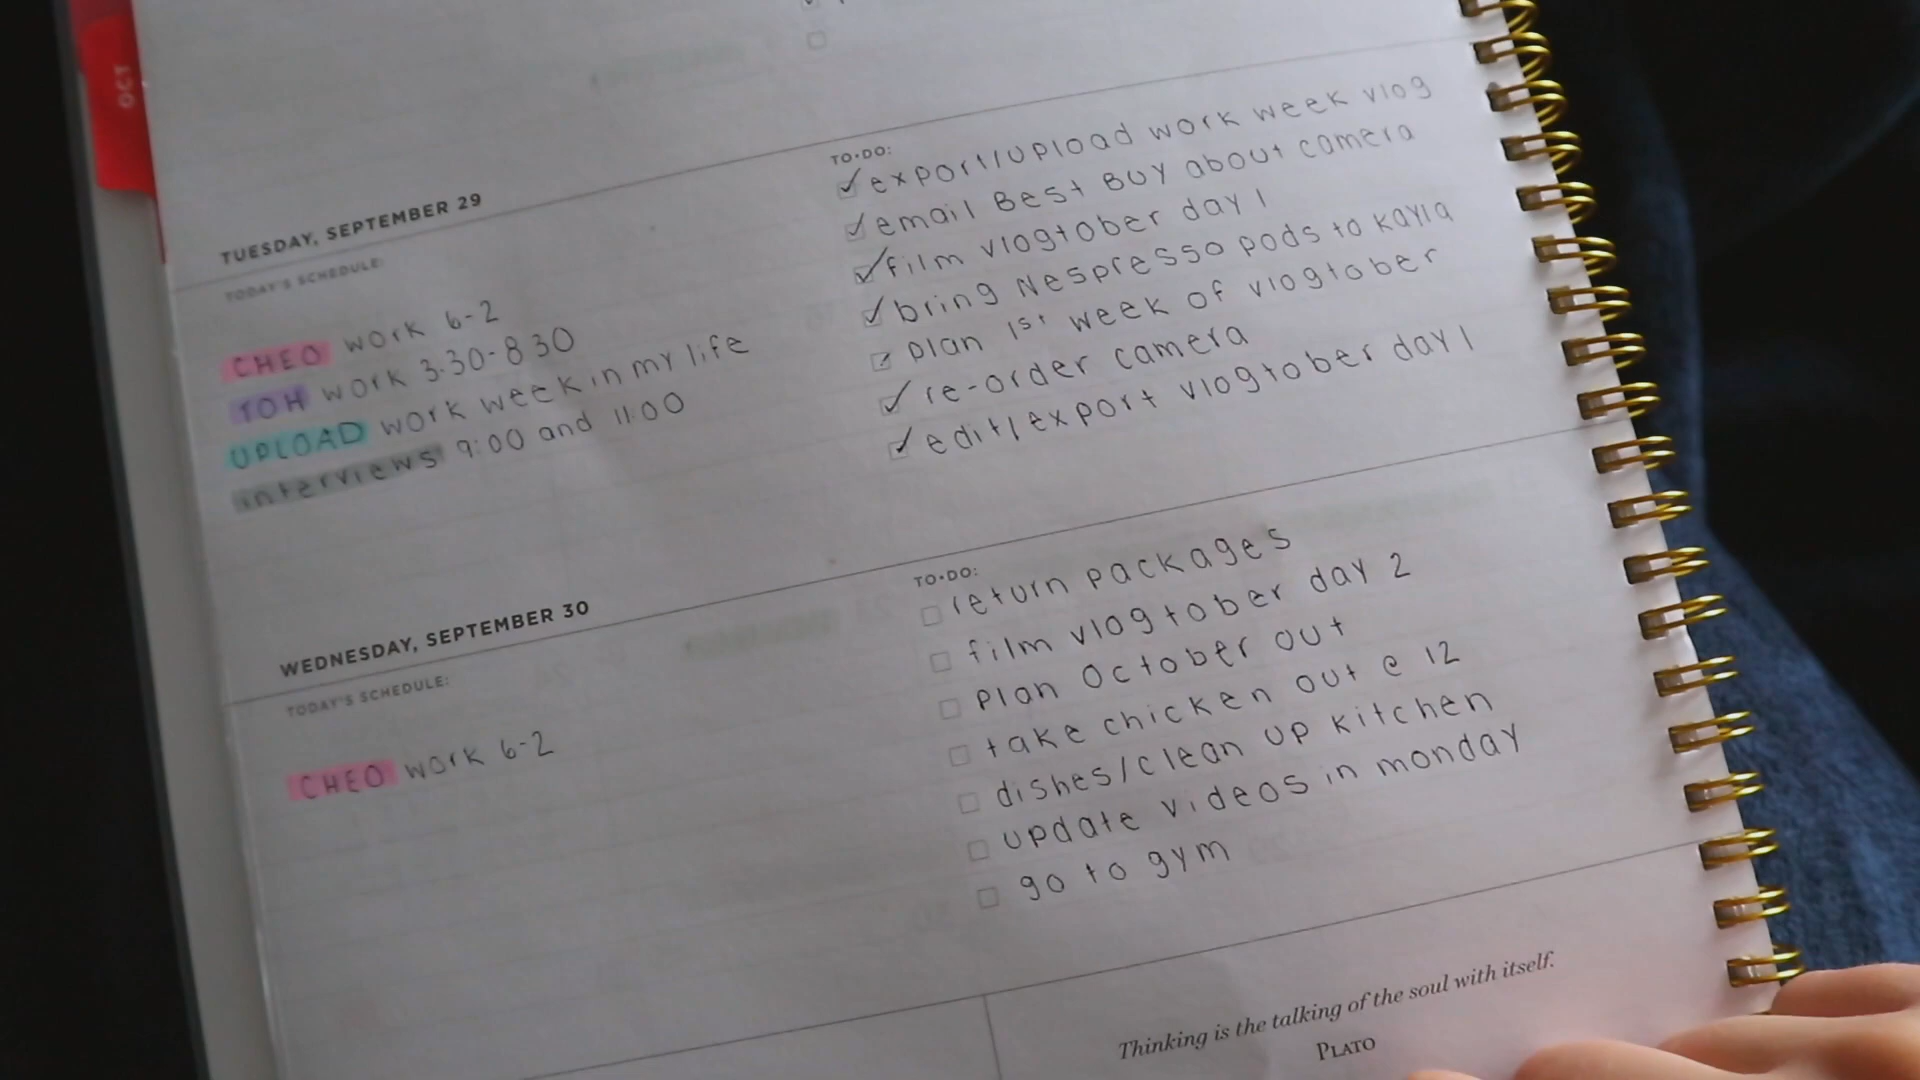 OCT
TUESDAY, SEPTEMBER 29
TODAY'S SCHEDULE:
CHEO work 6-2
TOH work 3:30-8:30
UPLOAD work week in my life
interviews 9:00 and 11:00
TO•DO:
export/upload work week vlog
email Best Buy about camera
film vlogtober day 1
bring Nespresso pods to Kayla
plan 1st week of vlogtober
re-order camera
edit/export vlogtober day 1
WEDNESDAY, SEPTEMBER 30
TODAY'S SCHEDULE:
CHEO work 6-2
TO•DO:
return packages
film vlogtober day 2
plan October out
take chicken out @ 12
dishes/clean up kitchen
update videos in monday
go to gym
Thinking is the talking of the soul with itself.
PLATO